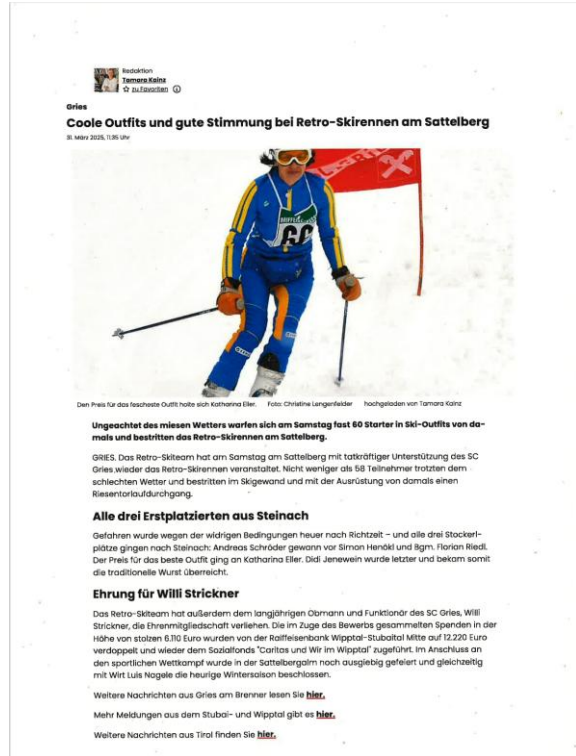 Redaktion
Tamara Kainz
zu Favoriten
Gries
Coole Outfits und gute Stimmung bei Retro-Skirennen am Sattelberg
31. März 2025, 11:35 Uhr
66
Den Preis für das fescheste Outfit holte sich Katharina Eller. Foto: Christine Lengenfelder hochgeladen von Tamara Kainz
Ungeachtet des miesen Wetters warfen sich am Samstag fast 60 Starter in Ski-Outfits von da-
mals und bestritten das Retro-Skirennen am Sattelberg.
GRIES. Das Retro-Skiteam hat am Samstag am Sattelberg mit tatkräftiger Unterstützung des SC
Gries wieder das Retro-Skirennen veranstaltet. Nicht weniger als 58 Teilnehmer trotzten dem
schlechten Wetter und bestritten im Skigewand und mit der Ausrüstung von damals einen
Riesentorlaufdurchgang.
Alle drei Erstplatzierten aus Steinach
Gefahren wurde wegen der widrigen Bedingungen heuer nach Richtzeit – und alle drei Stockerl-
plätze gingen nach Steinach: Andreas Schröder gewann vor Simon Henökl und Bgm. Florian Riedl.
Der Preis für das beste Outfit ging an Katharina Eller. Didi Jenewein wurde letzter und bekam somit
die traditionelle Wurst überreicht.
Ehrung für Willi Strickner
Das Retro-Skiteam hat außerdem dem langjährigen Obmann und Funktionär des SC Gries, Willi
Strickner, die Ehrenmitgliedschaft verliehen. Die im Zuge des Bewerbs gesammelten Spenden in der
Höhe von stolzen 6.110 Euro wurden von der Raiffeisenbank Wipptal-Stubaital Mitte auf 12.220 Euro
verdoppelt und wieder dem Sozialfonds "Caritas und Wir im Wipptal" zugeführt. Im Anschluss an
den sportlichen Wettkampf wurde in der Sattelbergalm noch ausgiebig gefeiert und gleichzeitig
mit Wirt Luis Nagele die heurige Wintersaison beschlossen.
Weitere Nachrichten aus Gries am Brenner lesen Sie hier.
Mehr Meldungen aus dem Stubai- und Wipptal gibt es hier.
Weitere Nachrichten aus Tirol finden Sie hier.